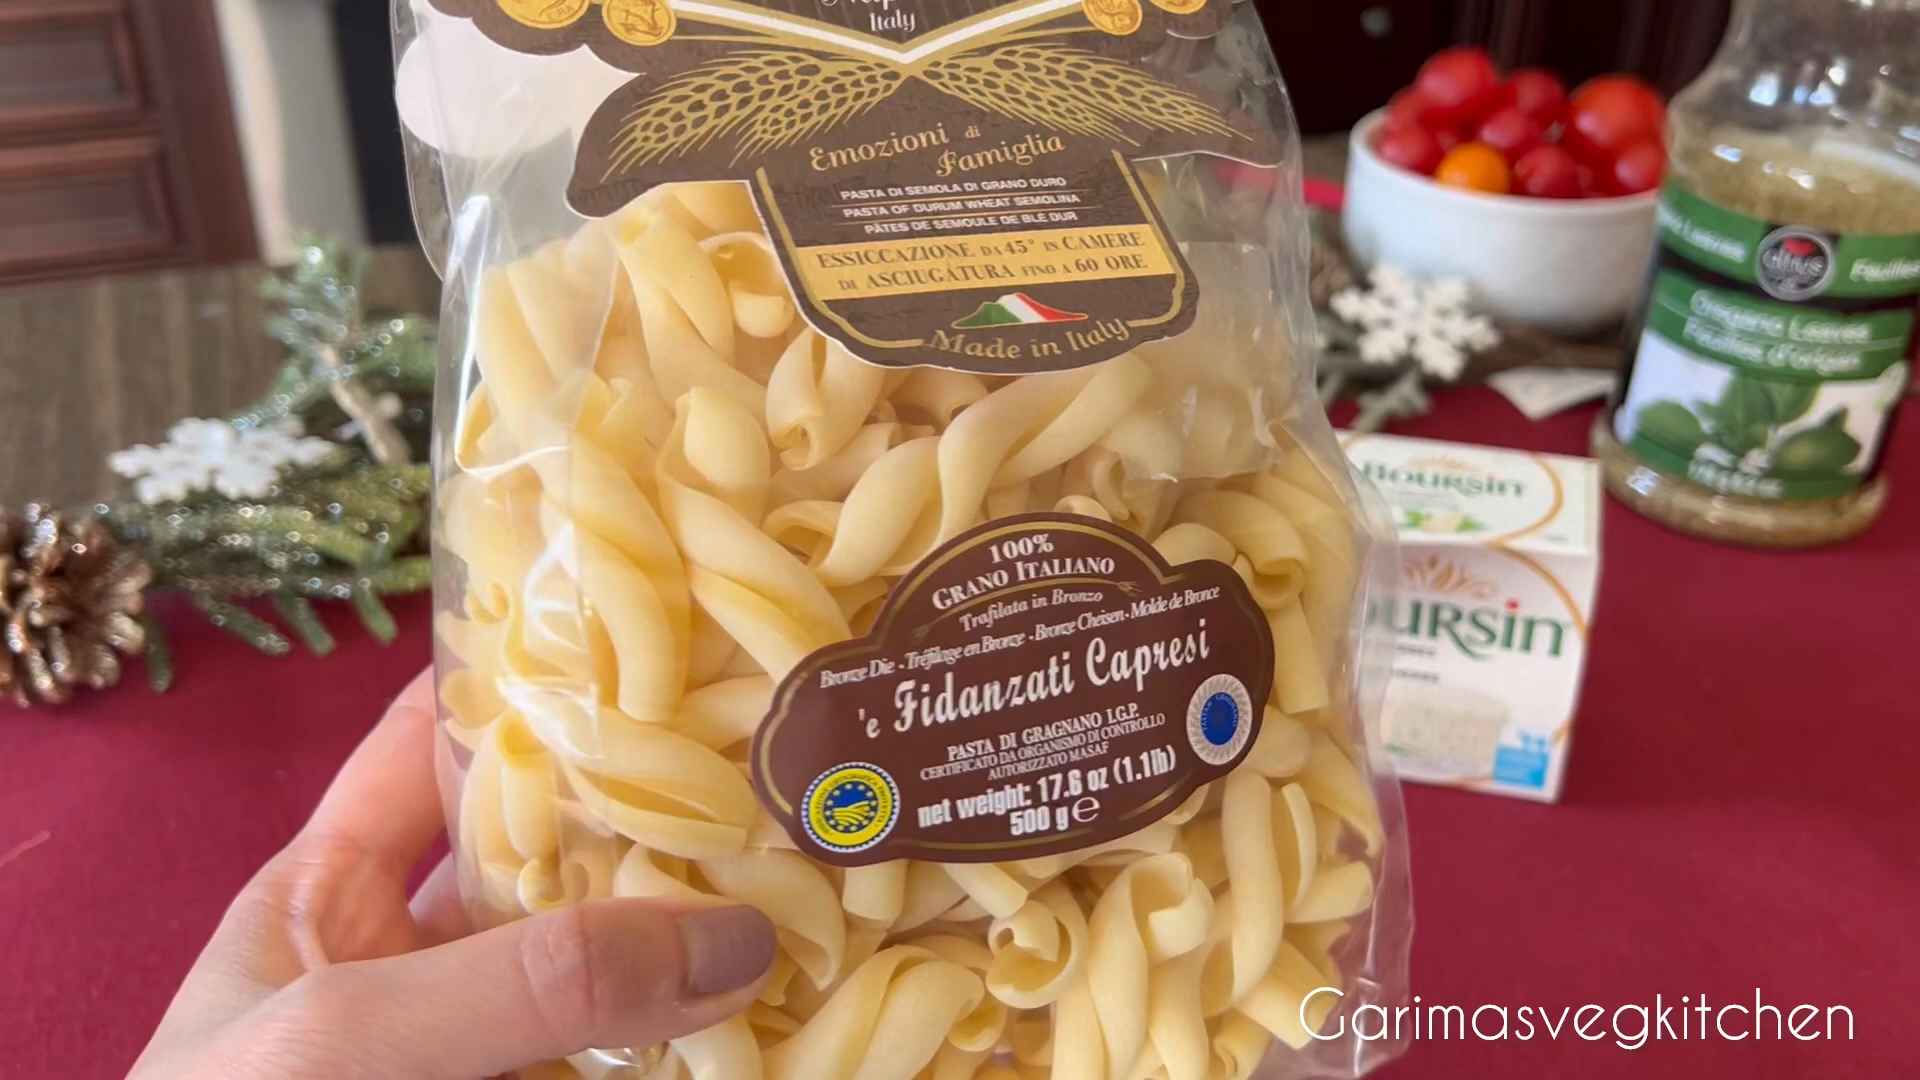 Italy
Emozioni di
Famiglia
PASTA DI SEMOLA DI GRANO DURO
PASTA OF DURUM WHEAT SEMOLINA
PÂTES DE SEMOULE DE BLÉ DUR
ESSICCAZIONE DA 45° IN CAMERE
DI ASCIUGATURA FINO A 60 ORE
Made in Italy
100%
GRANO ITALIANO
Trafilata in Bronzo
Bronze Die - Tréfilage en Bronze - Bronze Cheisen - Molde de Bronce
'e Fidanzati Capresi
PASTA DI GRAGNANO I.G.P.
CERTIFICATO DA ORGANISMO DI CONTROLLO
AUTORIZZATO MASAF
net weight: 17.6 oz (1.1lb)
500 g e
Leaves
Feuilles
Oregano Leaves
Feuilles d'origan
BOURSIN
OURSIN
Garimasvegkitchen